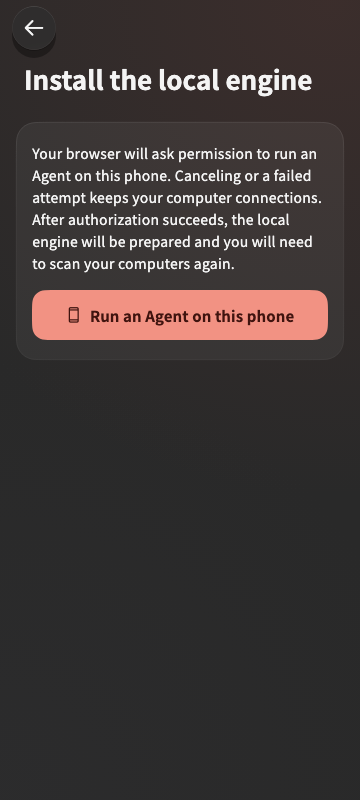 Install the local engine
Your browser will ask permission to run an
Agent on this phone. Canceling or a failed
attempt keeps your computer connections.
After authorization succeeds, the local
engine will be prepared and you will need
to scan your computers again.
Run an Agent on this phone